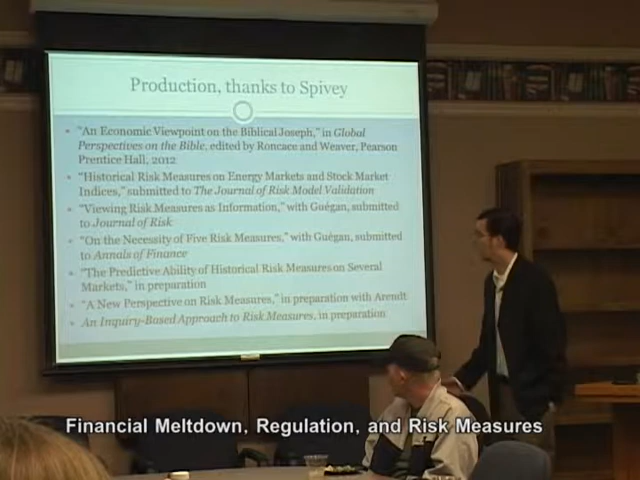 Production, thanks to Spivey
"An Economic Viewpoint on the Biblical Joseph," in Global
Perspectives on the Bible, edited by Roncace and Weaver, Pearson
Prentice Hall, 2012
"Historical Risk Measures on Energy Markets and Stock Market
Indices," submitted to The Journal of Risk Model Validation
"Viewing Risk Measures as Information," with Guégan, submitted
to Journal of Risk
"On the Necessity of Five Risk Measures," with Guégan, submitted
to Annals of Finance
"The Predictive Ability of Historical Risk Measures on Several
Markets," in preparation
"A New Perspective on Risk Measures," in preparation with Arendt
An Inquiry-Based Approach to Risk Measures, in preparation
Financial Meltdown, Regulation, and Risk Measures